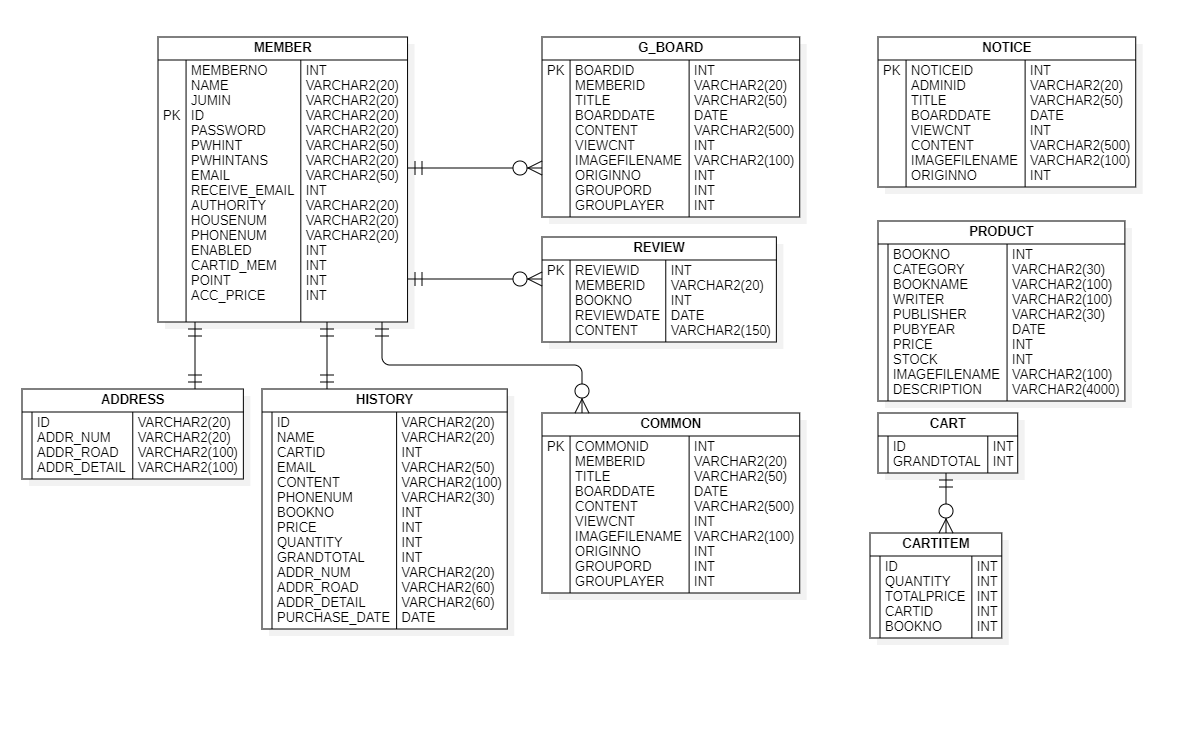 MEMBER
MEMBERNO INT
NAME VARCHAR2(20)
JUMIN VARCHAR2(20)
PK ID VARCHAR2(20)
PASSWORD VARCHAR2(20)
PWHINT VARCHAR2(50)
PWHINTANS VARCHAR2(20)
EMAIL VARCHAR2(50)
RECEIVE_EMAIL INT
AUTHORITY VARCHAR2(20)
HOUSENUM VARCHAR2(20)
PHONENUM VARCHAR2(20)
ENABLED INT
CARTID_MEM INT
POINT INT
ACC_PRICE INT
G_BOARD
PK BOARDID INT
MEMBERID VARCHAR2(20)
TITLE VARCHAR2(50)
BOARDDATE DATE
CONTENT VARCHAR2(500)
VIEWCNT INT
IMAGEFILENAME VARCHAR2(100)
ORIGINNO INT
GROUPORD INT
GROUPLAYER INT
NOTICE
PK NOTICEID INT
ADMINID VARCHAR2(20)
TITLE VARCHAR2(50)
BOARDDATE DATE
VIEWCNT INT
CONTENT VARCHAR2(500)
IMAGEFILENAME VARCHAR2(100)
ORIGINNO INT
REVIEW
PK REVIEWID INT
MEMBERID VARCHAR2(20)
BOOKNO INT
REVIEWDATE DATE
CONTENT VARCHAR2(150)
PRODUCT
BOOKNO INT
CATEGORY VARCHAR2(30)
BOOKNAME VARCHAR2(100)
WRITER VARCHAR2(100)
PUBLISHER VARCHAR2(30)
PUBYEAR DATE
PRICE INT
STOCK INT
IMAGEFILENAME VARCHAR2(100)
DESCRIPTION VARCHAR2(4000)
ADDRESS
ID VARCHAR2(20)
ADDR_NUM VARCHAR2(20)
ADDR_ROAD VARCHAR2(100)
ADDR_DETAIL VARCHAR2(100)
HISTORY
ID VARCHAR2(20)
NAME VARCHAR2(20)
CARTID INT
EMAIL VARCHAR2(50)
CONTENT VARCHAR2(100)
PHONENUM VARCHAR2(30)
BOOKNO INT
PRICE INT
QUANTITY INT
GRANDTOTAL INT
ADDR_NUM VARCHAR2(20)
ADDR_ROAD VARCHAR2(60)
ADDR_DETAIL VARCHAR2(60)
PURCHASE_DATE DATE
COMMON
PK COMMONID INT
MEMBERID VARCHAR2(20)
TITLE VARCHAR2(50)
BOARDDATE DATE
CONTENT VARCHAR2(500)
VIEWCNT INT
IMAGEFILENAME VARCHAR2(100)
ORIGINNO INT
GROUPORD INT
GROUPLAYER INT
CART
ID INT
GRANDTOTAL INT
CARTITEM
ID INT
QUANTITY INT
TOTALPRICE INT
CARTID INT
BOOKNO INT